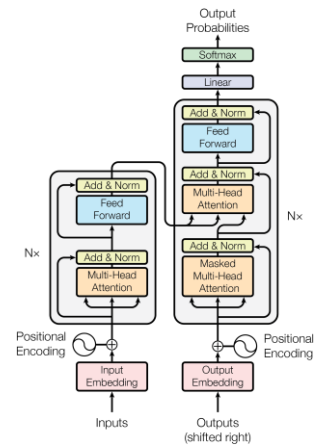 Output
Probabilities
Softmax
Linear
Add & Norm
Feed
Forward
Add & Norm
Multi-Head
Attention
Add & Norm
Masked
Multi-Head
Attention
N×
Add & Norm
Feed
Forward
N×
Add & Norm
Multi-Head
Attention
Positional
Encoding
Positional
Encoding
Input
Embedding
Output
Embedding
Inputs
Outputs
(shifted right)